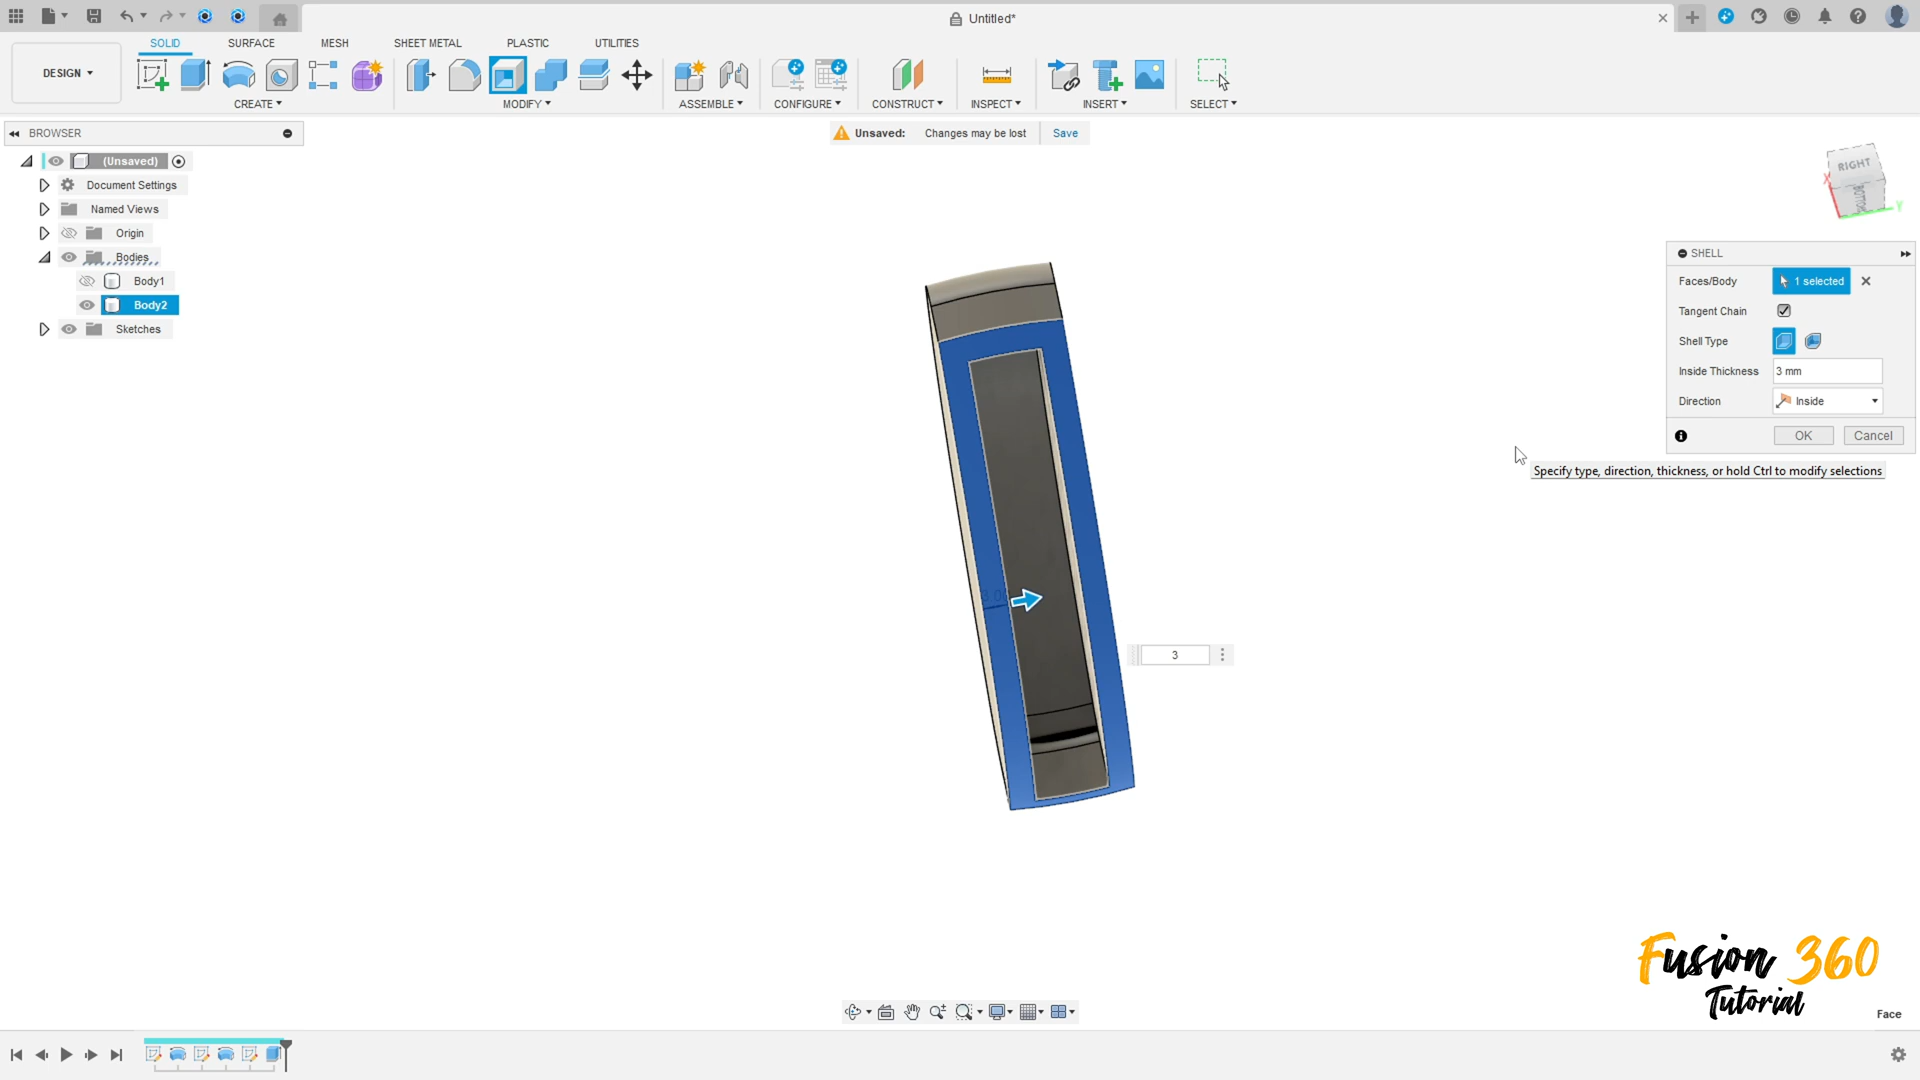 Untitled*
SOLID
SURFACE
MESH
SHEET METAL
PLASTIC
UTILITIES
DESIGN
CREATE
MODIFY
ASSEMBLE
CONFIGURE
CONSTRUCT
INSPECT
INSERT
SELECT
BROWSER
Unsaved:
Changes may be lost
Save
(Unsaved)
Document Settings
Named Views
Origin
Bodies
Body1
Body2
Sketches
RIGHT
BOTTOM
X
Y
SHELL
Faces/Body
1 selected
Tangent Chain
Shell Type
Inside Thickness
3 mm
Direction
Inside
OK
Cancel
Specify type, direction, thickness, or hold Ctrl to modify selections
3
Fusion 360
Tutorial
Face